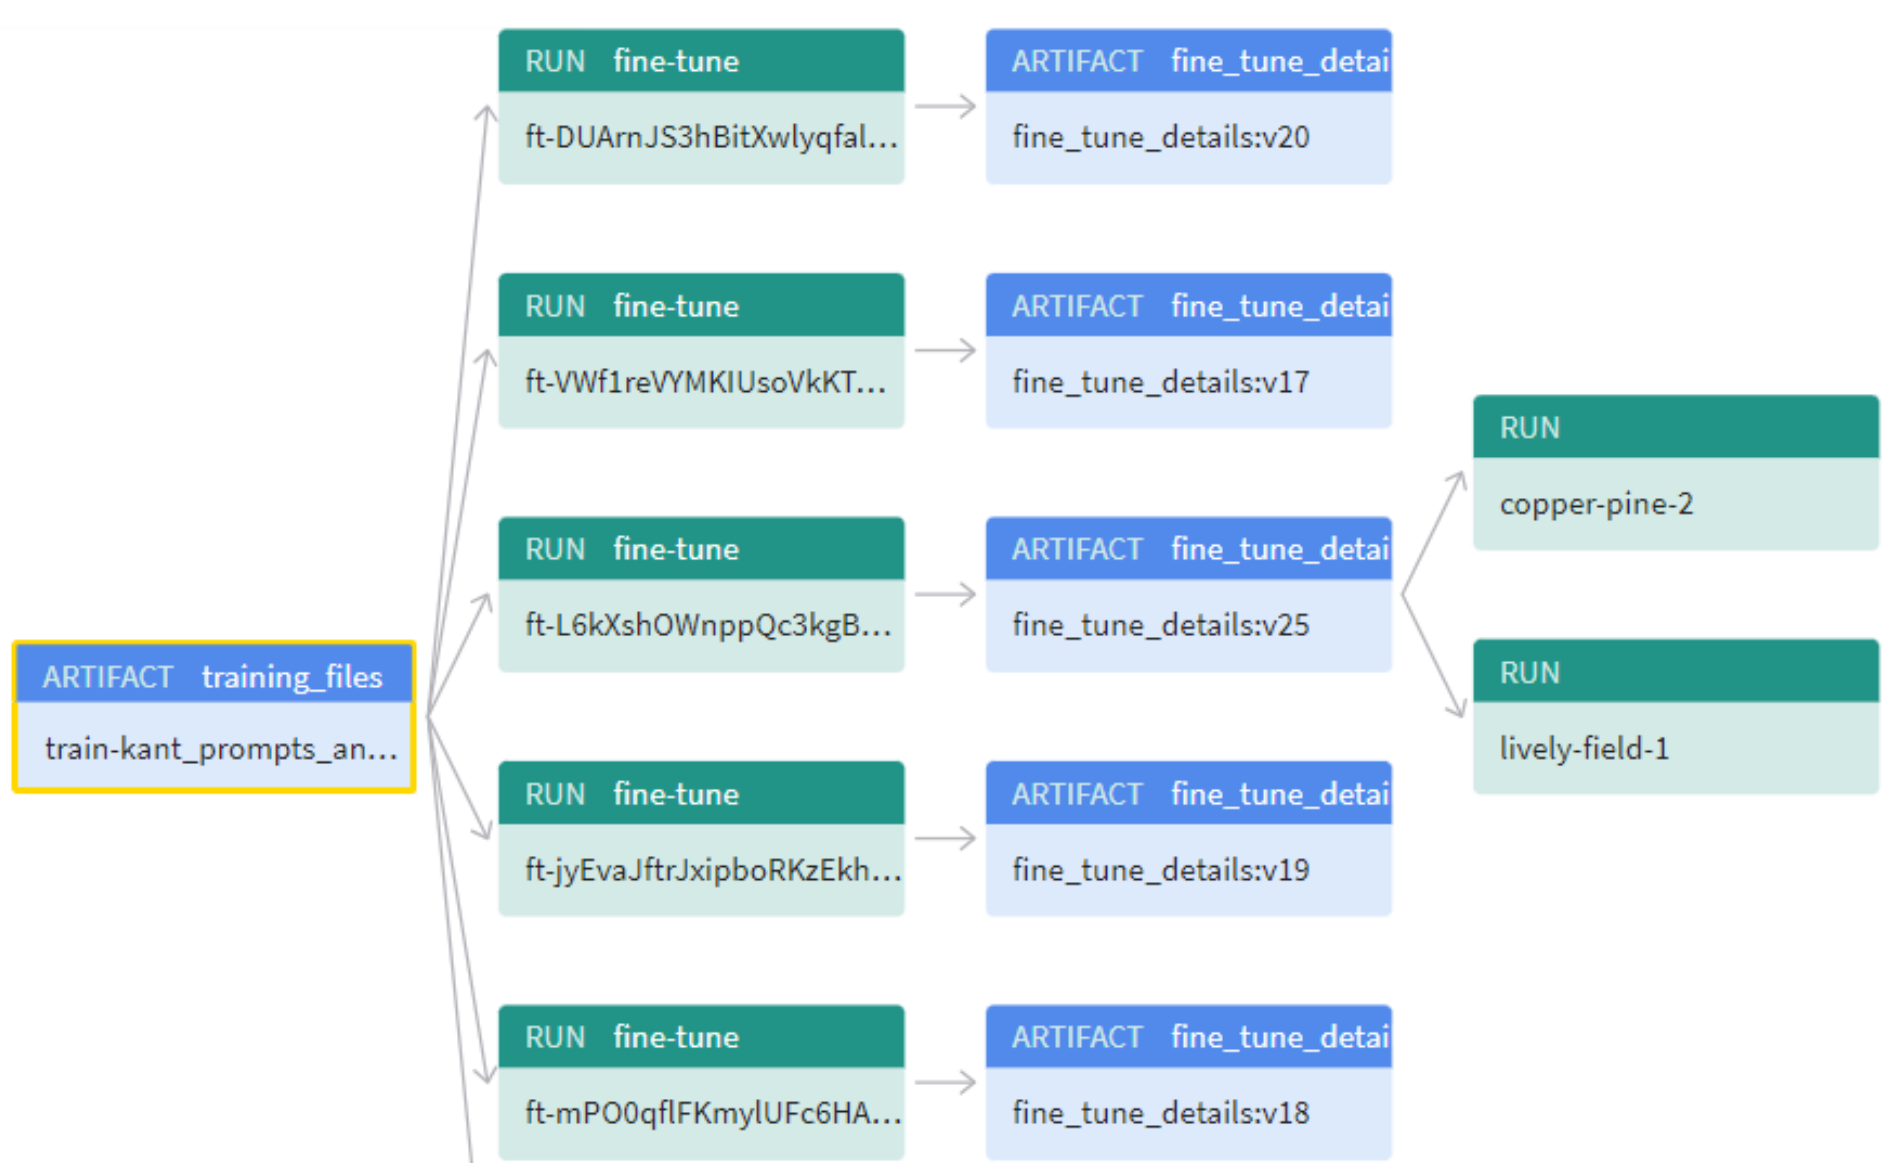 RUN fine-tune
ft-DUArnJS3hBitXwlyqfal...
ARTIFACT fine_tune_detai
fine_tune_details:v20
RUN fine-tune
ft-VWf1reVYMKIUsoVkKT...
ARTIFACT fine_tune_detai
fine_tune_details:v17
RUN
copper-pine-2
RUN fine-tune
ft-L6kXshOWnppQc3kgB...
ARTIFACT fine_tune_detai
fine_tune_details:v25
ARTIFACT training_files
train-kant_prompts_an...
RUN
lively-field-1
RUN fine-tune
ft-jyEvaJftrJxipboRKzEkh...
ARTIFACT fine_tune_detai
fine_tune_details:v19
RUN fine-tune
ft-mPO0qflFKmylUFc6HA...
ARTIFACT fine_tune_detai
fine_tune_details:v18